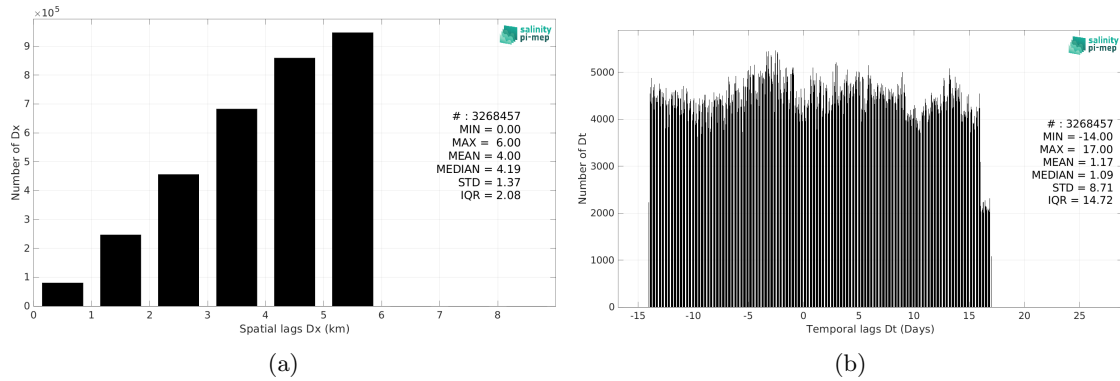 ×10⁵
9
8
7
6
5
4
3
2
1
0
Number of Dx
0 1 2 3 4 5 6 7 8
Spatial lags Dx (km)
salinity
pi-mep
# : 3268457
MIN = 0.00
MAX = 6.00
MEAN = 4.00
MEDIAN = 4.19
STD = 1.37
IQR = 2.08
(a)
5000
4000
3000
2000
1000
0
Number of Dt
-15 -10 -5 0 5 10 15 20 25
Temporal lags Dt (Days)
salinity
pi-mep
# : 3268457
MIN = -14.00
MAX = 17.00
MEAN = 1.17
MEDIAN = 1.09
STD = 8.71
IQR = 14.72
(b)